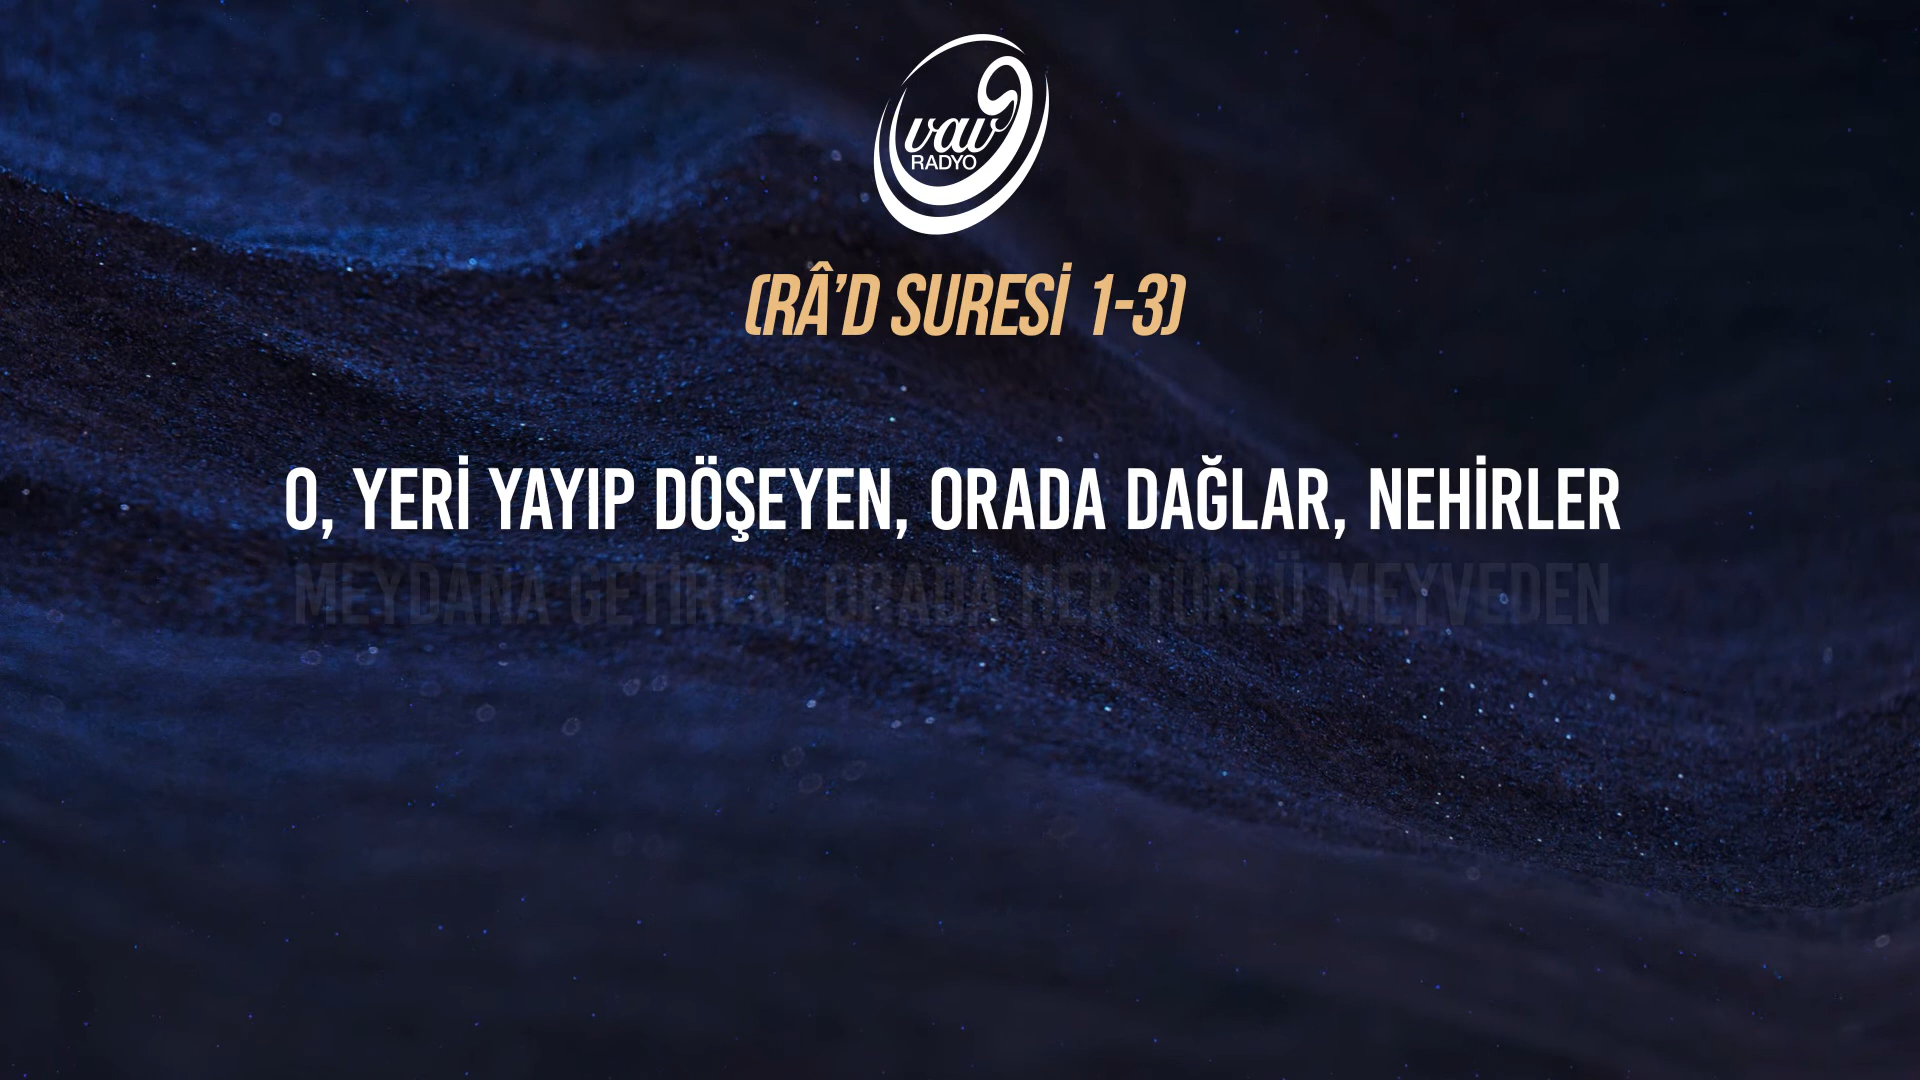 vav
RADYO
(RÂ’D SURESİ 1-3)
O, YERİ YAYIP DÖŞEYEN, ORADA DAĞLAR, NEHİRLER
MEYDANA GETİREN, ORADA HER TÜRLÜ MEYVEDEN